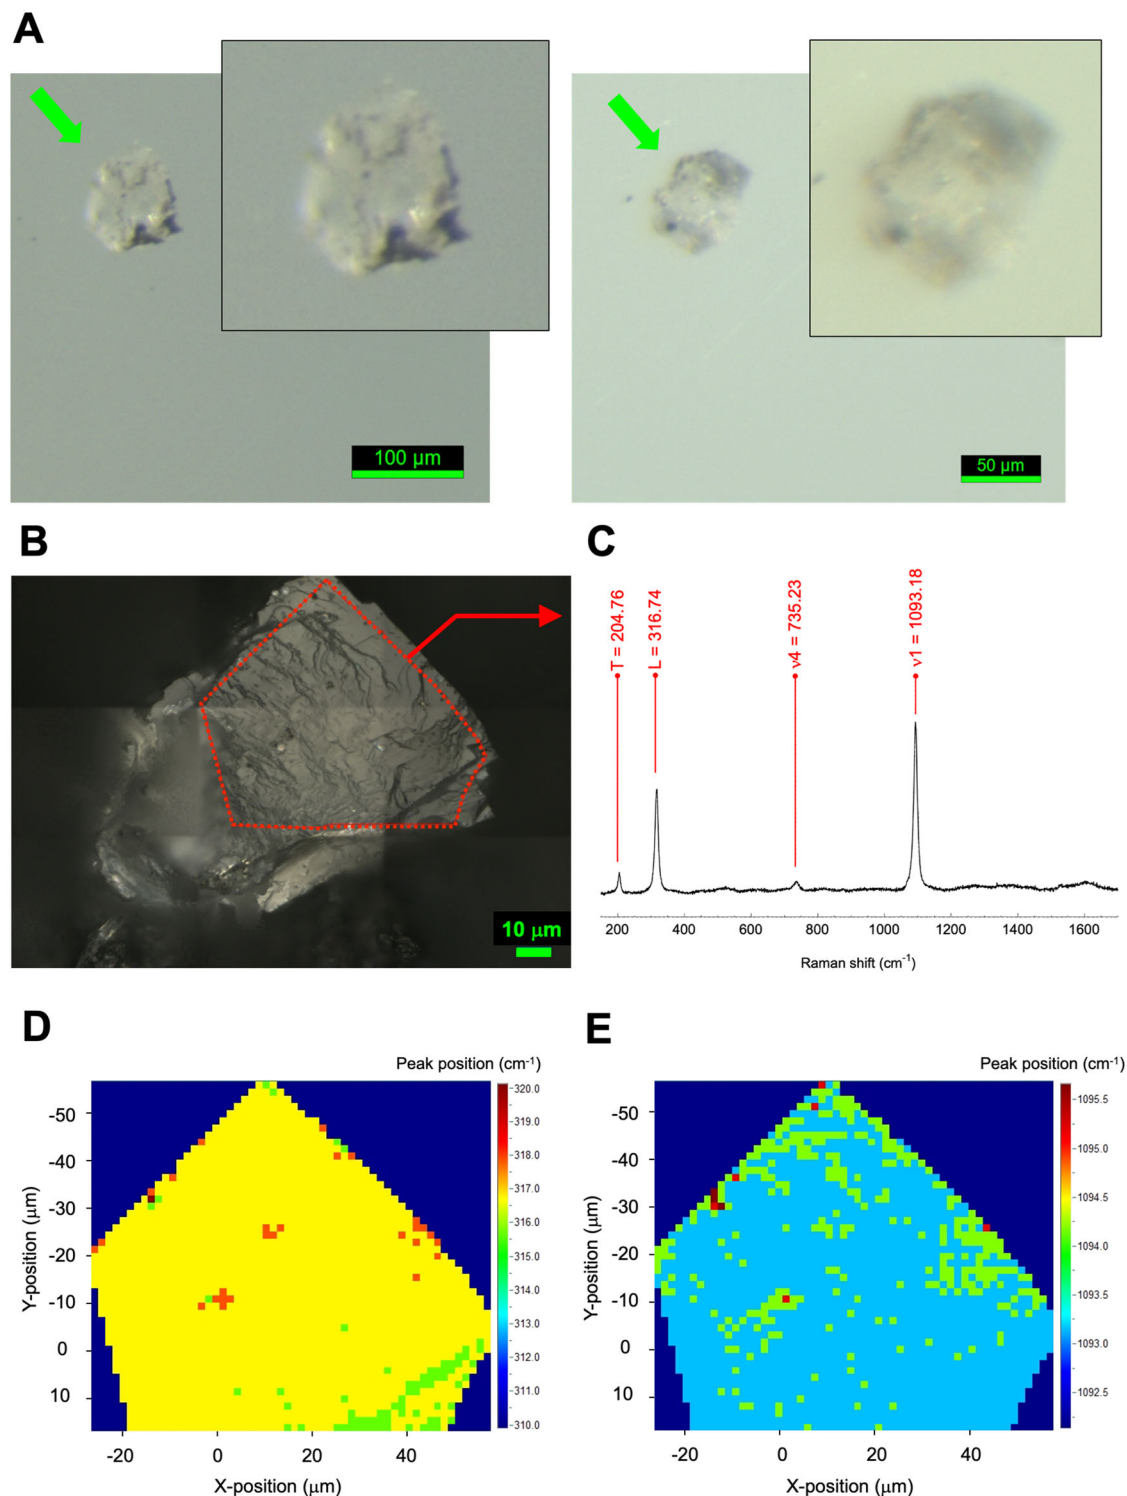 A
100 µm
50 µm
B
10 µm
C
T = 204.76
L = 316.74
ν4 = 735.23
ν1 = 1093.18
200 400 600 800 1000 1200 1400 1600
Raman shift (cm-1)
D
Peak position (cm-1)
320.0
319.0
318.0
317.0
316.0
315.0
314.0
313.0
312.0
311.0
310.0
Y-position (µm)
-50
-40
-30
-20
-10
0
10
-20 0 20 40
X-position (µm)
E
Peak position (cm-1)
1095.5
1095.0
1094.5
1094.0
1093.5
1093.0
1092.5
Y-position (µm)
-50
-40
-30
-20
-10
0
10
-20 0 20 40
X-position (µm)